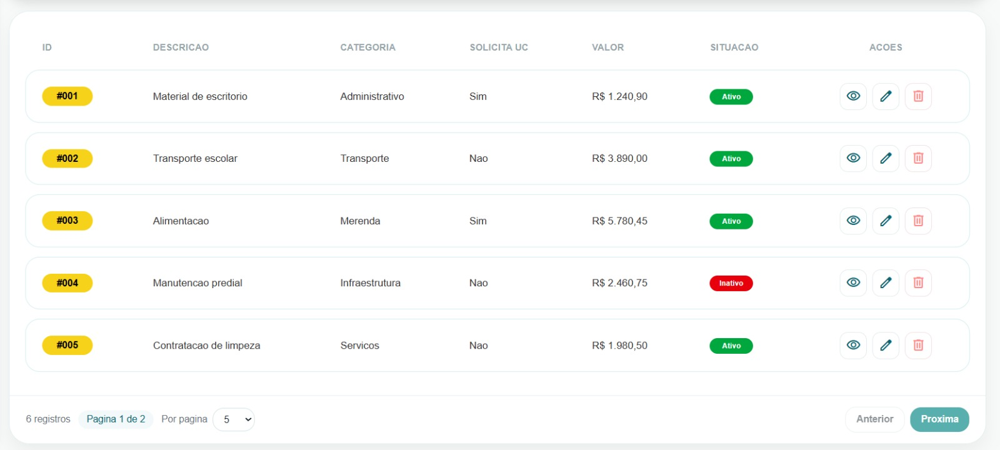 ID DESCRICAO CATEGORIA SOLICITA UC VALOR SITUACAO ACOES
#001 Material de escritorio Administrativo Sim R$ 1.240,90 Ativo
#002 Transporte escolar Transporte Nao R$ 3.890,00 Ativo
#003 Alimentacao Merenda Sim R$ 5.780,45 Ativo
#004 Manutencao predial Infraestrutura Nao R$ 2.460,75 Inativo
#005 Contratacao de limpeza Servicos Nao R$ 1.980,50 Ativo
6 registros Pagina 1 de 2 Por pagina 5 Anterior Proxima